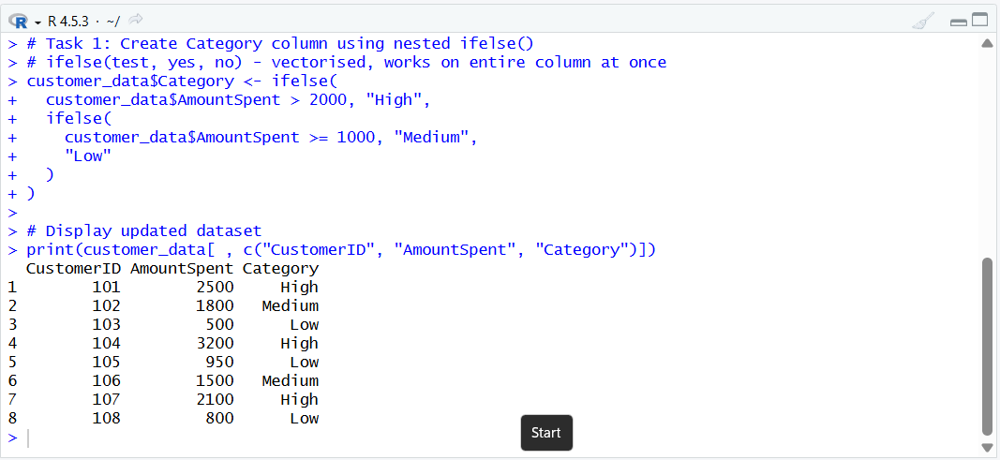 R 4.5.3 · ~/
> # Task 1: Create Category column using nested ifelse()
> # ifelse(test, yes, no) - vectorised, works on entire column at once
> customer_data$Category <- ifelse(
+   customer_data$AmountSpent > 2000, "High",
+   ifelse(
+     customer_data$AmountSpent >= 1000, "Medium",
+     "Low"
+   )
+ )
>
> # Display updated dataset
> print(customer_data[ , c("CustomerID", "AmountSpent", "Category")])
  CustomerID AmountSpent Category
1        101        2500     High
2        102        1800   Medium
3        103         500      Low
4        104        3200     High
5        105         950      Low
6        106        1500   Medium
7        107        2100     High
8        108         800      Low
>
Start